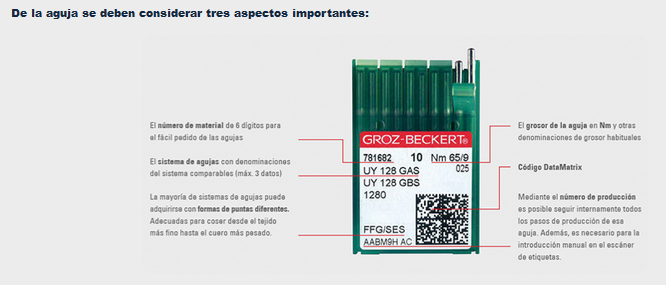 De la aguja se deben considerar tres aspectos importantes:
El número de material de 6 dígitos para
el fácil pedido de las agujas
El sistema de agujas con denominaciones
del sistema comparables (máx. 3 datos)
La mayoría de sistemas de agujas puede
adquirirse con formas de puntas diferentes.
Adecuadas para coser desde el tejido
más fino hasta el cuero más pesado.
GROZ-BECKERT®
781682 10 Nm 65/9
025
UY 128 GAS
UY 128 GBS
1280
FFG/SES
AABM9H AC
El grosor de la aguja en Nm y otras
denominaciones de grosor habituales
Código DataMatrix
Mediante el número de producción
es posible seguir internamente todos
los pasos de producción de esa
aguja. Además, es necesario para la
introducción manual en el escáner
de etiquetas.